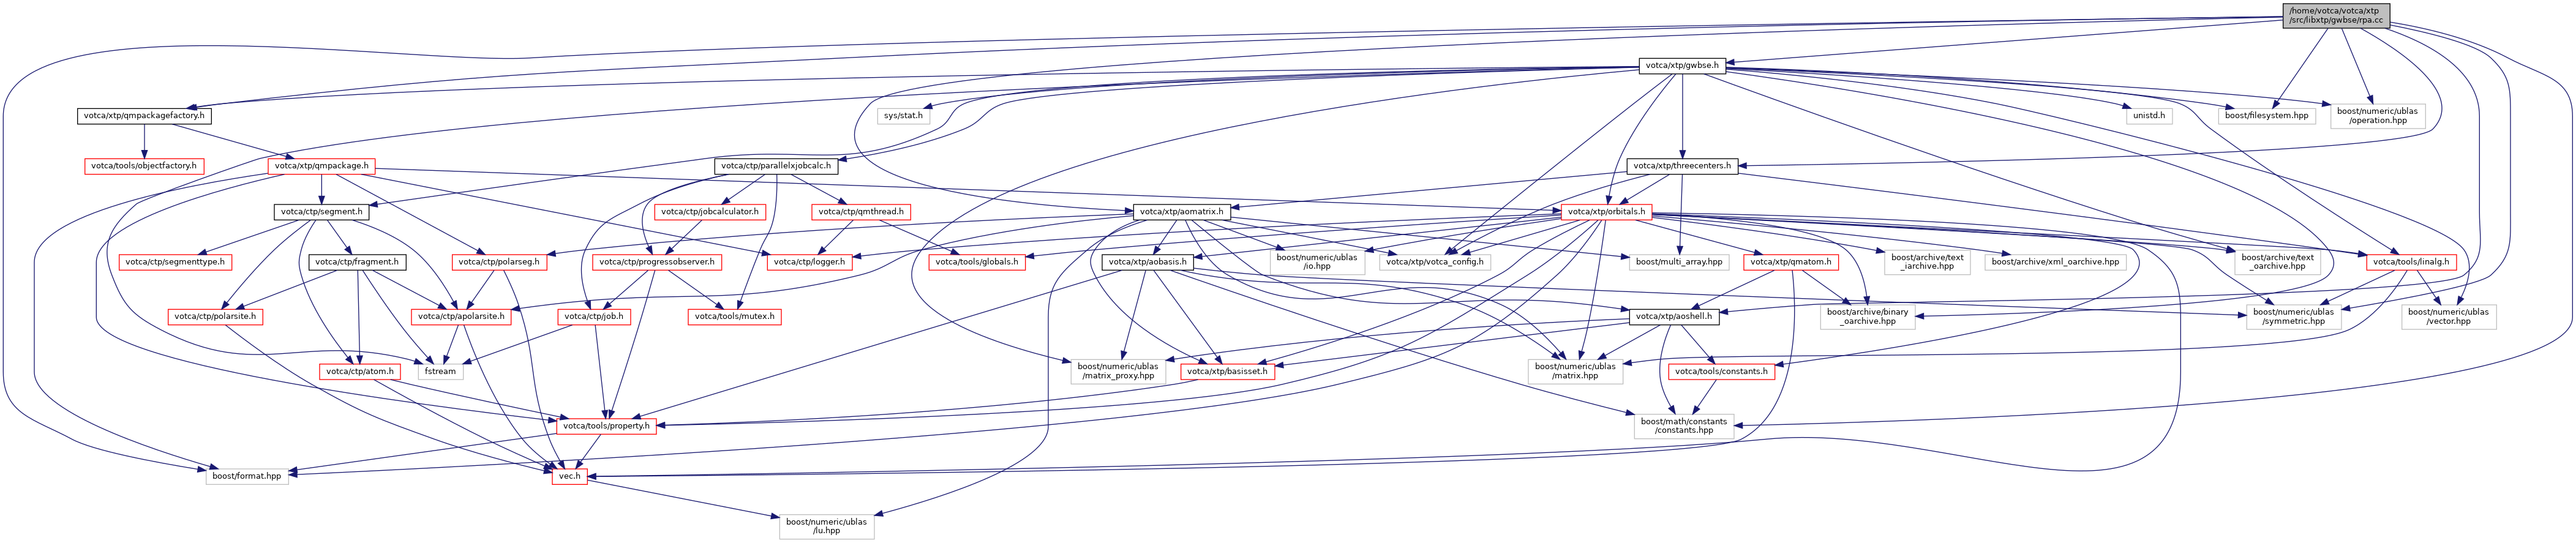 /home/votca/votca/xtp
/src/libxtp/gwbse/rpa.cc
votca/xtp/gwbse.h
votca/xtp/qmpackagefactory.h
sys/stat.h
unistd.h
boost/filesystem.hpp
boost/numeric/ublas
/operation.hpp
votca/tools/objectfactory.h
votca/xtp/qmpackage.h
votca/ctp/parallelxjobcalc.h
votca/xtp/threecenters.h
votca/ctp/segment.h
votca/ctp/jobcalculator.h
votca/ctp/qmthread.h
votca/xtp/aomatrix.h
votca/xtp/orbitals.h
votca/ctp/segmenttype.h
votca/ctp/fragment.h
votca/ctp/polarseg.h
votca/ctp/progressobserver.h
votca/ctp/logger.h
votca/tools/globals.h
votca/xtp/aobasis.h
boost/numeric/ublas
/io.hpp
votca/xtp/votca_config.h
boost/multi_array.hpp
votca/xtp/qmatom.h
boost/archive/text
_iarchive.hpp
boost/archive/xml_oarchive.hpp
boost/archive/text
_oarchive.hpp
votca/tools/linalg.h
votca/ctp/polarsite.h
votca/ctp/apolarsite.h
votca/ctp/job.h
votca/tools/mutex.h
votca/xtp/aoshell.h
boost/archive/binary
_oarchive.hpp
boost/numeric/ublas
/symmetric.hpp
boost/numeric/ublas
/vector.hpp
votca/ctp/atom.h
fstream
boost/numeric/ublas
/matrix_proxy.hpp
votca/xtp/basisset.h
boost/numeric/ublas
/matrix.hpp
votca/tools/constants.h
votca/tools/property.h
boost/math/constants
/constants.hpp
boost/format.hpp
vec.h
boost/numeric/ublas
/lu.hpp